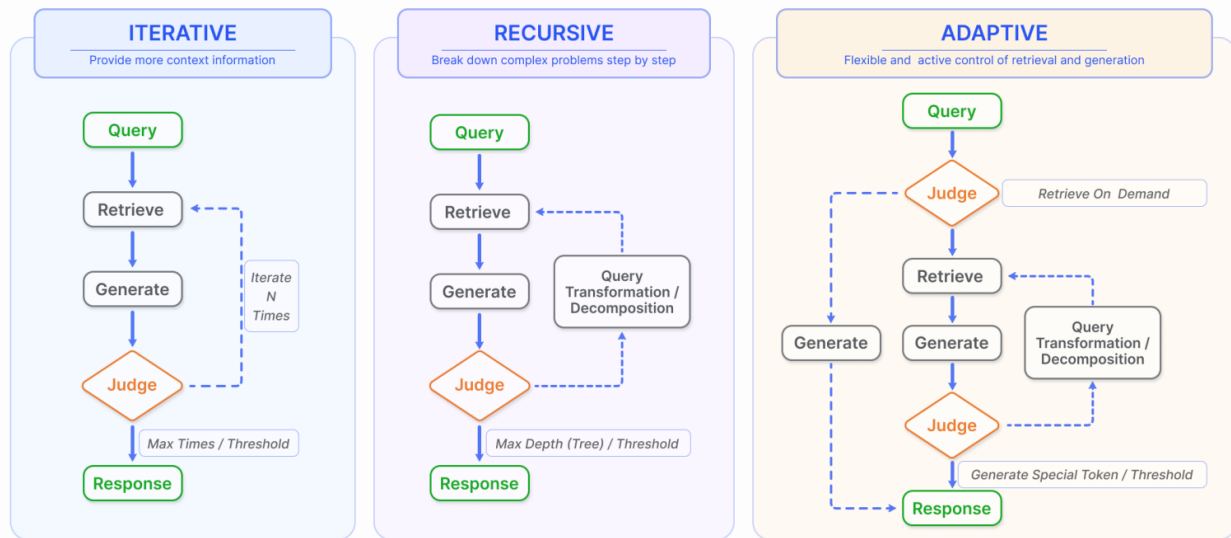 ITERATIVE
Provide more context information
Query
Retrieve
Iterate
N
Times
Generate
Judge
Max Times / Threshold
Response
RECURSIVE
Break down complex problems step by step
Query
Retrieve
Query
Transformation /
Decomposition
Generate
Judge
Max Depth (Tree) / Threshold
Response
ADAPTIVE
Flexible and active control of retrieval and generation
Query
Judge
Retrieve On Demand
Retrieve
Generate
Generate
Query
Transformation /
Decomposition
Judge
Generate Special Token / Threshold
Response